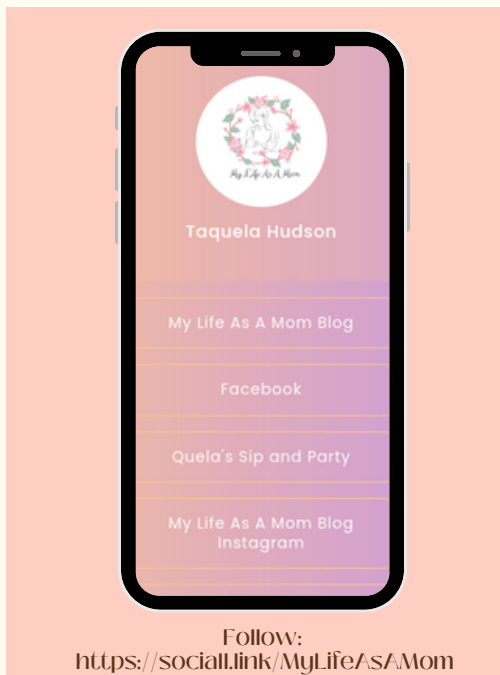 My Life As A Mom
Taquela Hudson
My Life As A Mom Blog
Facebook
Quela's Sip and Party
My Life As A Mom Blog
Instagram
Follow:
https://sociall.link/MyLifeAsAMom